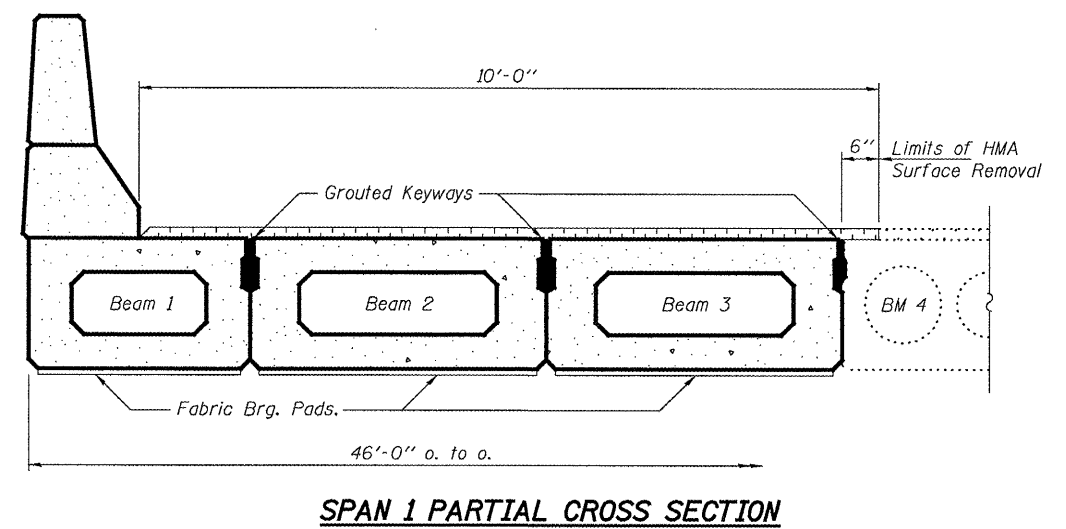 10'-0"
6"
Limits of HMA
Surface Removal
Grouted Keyways
Beam 1
Beam 2
Beam 3
BM 4
Fabric Brg. Pads.
46'-0" o. to o.
SPAN 1 PARTIAL CROSS SECTION